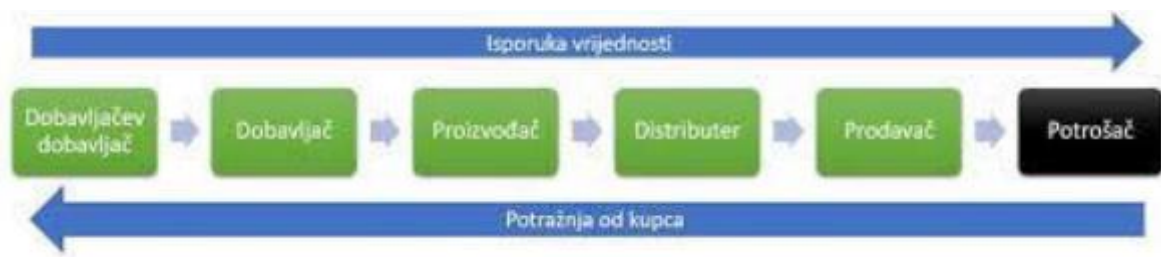 Isporuka vrijednosti
Dobavljačev
dobavljač
Dobavljač
Proizvođač
Distributer
Prodavač
Potrošač
Potražnja od kupca